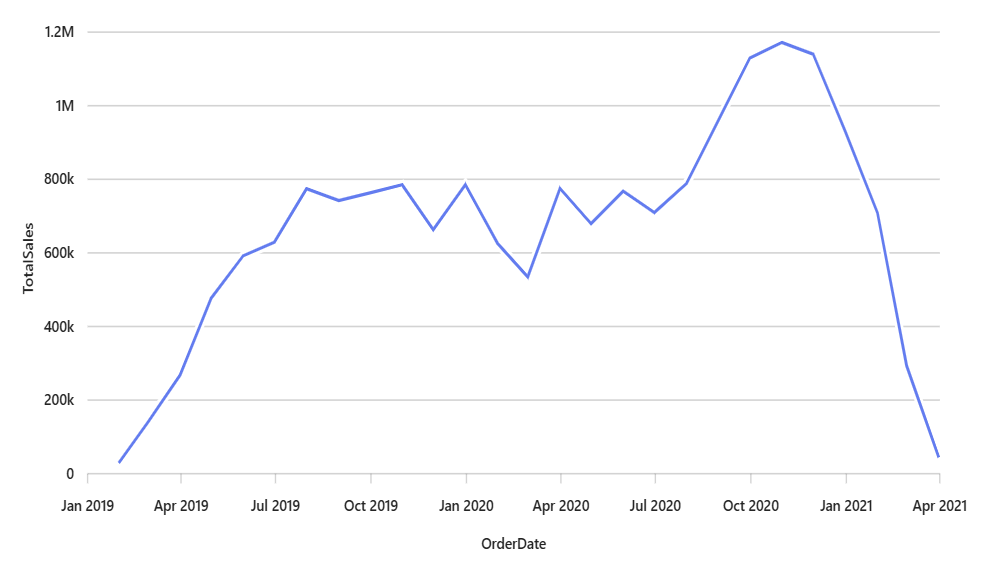 1.2M
1M
800k
600k
400k
200k
0
TotalSales
Jan 2019 Apr 2019 Jul 2019 Oct 2019 Jan 2020 Apr 2020 Jul 2020 Oct 2020 Jan 2021 Apr 2021
OrderDate